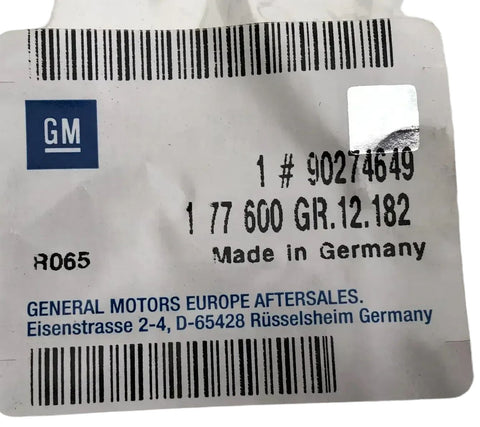 GM
1 # 90274649
1 77 600 GR.12.182
R065
Made in Germany
GENERAL MOTORS EUROPE AFTERSALES.
Eisenstrasse 2-4, D-65428 Rüsselsheim Germany